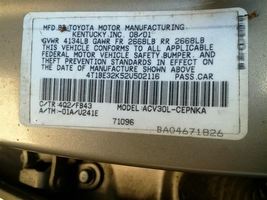 MFD.BY TOYOTA MOTOR MANUFACTURING
KENTUCKY,INC. 08/01
GVWR 4134LB GAWR FR 2668LB RR 2668LB
THIS VEHICLE CONFORMS TO ALL APPLICABLE
FEDERAL MOTOR VEHICLE SAFETY, BUMPER, AND
THEFT PREVENTION STANDARDS IN EFFECT ON
THE DATE OF MANUFACTURE SHOWN ABOVE.
4T1BE32K52U502116 PASS.CAR
C/TR 4Q2/FB43 MODEL ACV30L-CEPNKA
A/TM -01A/U241E
71096
BA04671B26